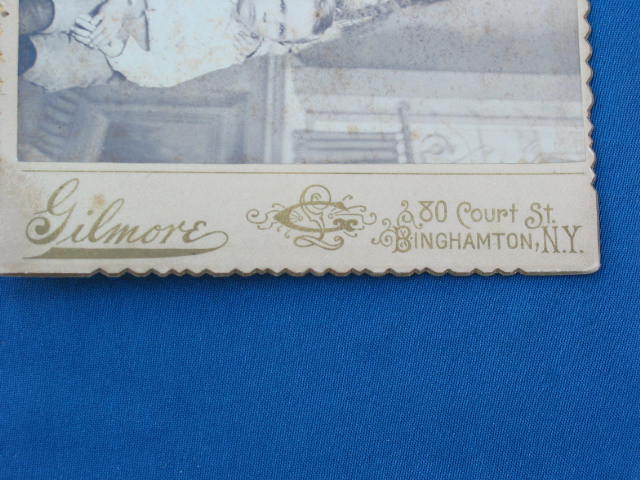 Gilmore
80 Court St.
Binghamton, N.Y.